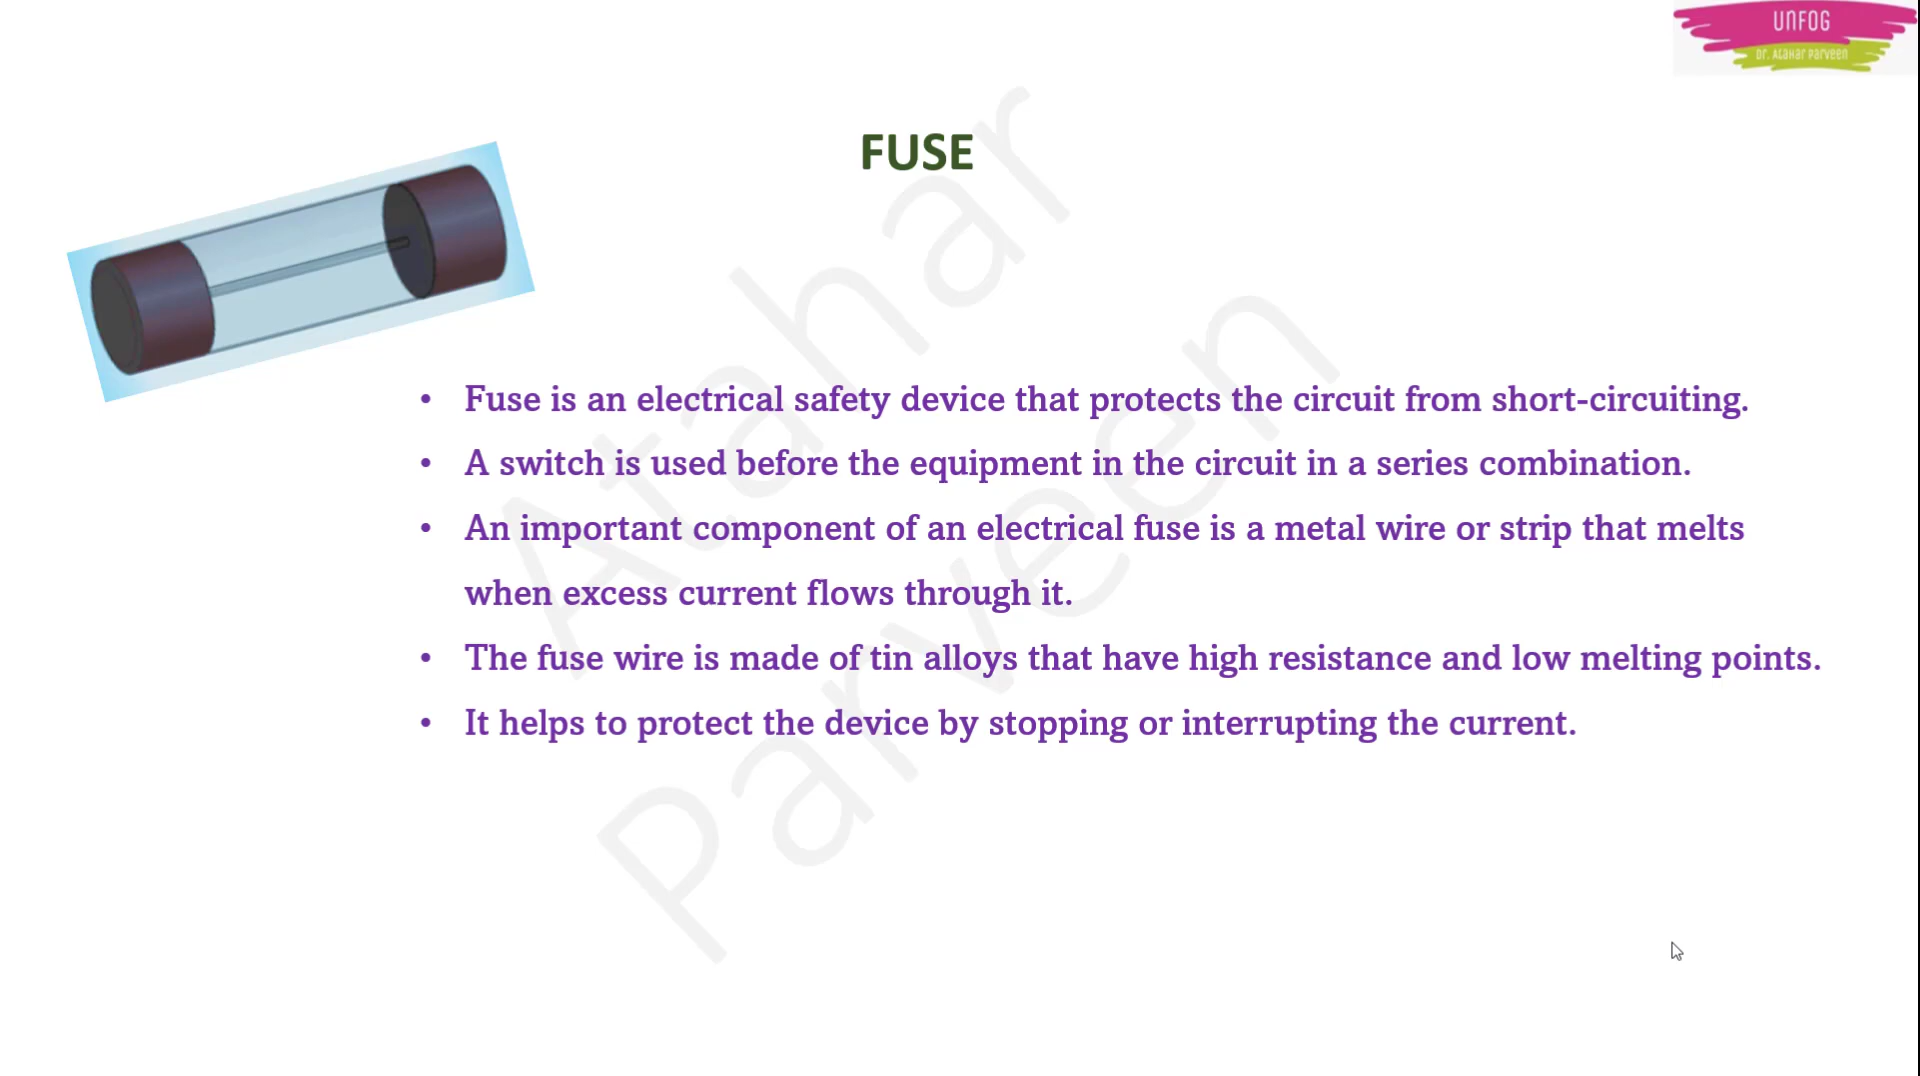 UNFOG
Dr. Atahar Parveen
FUSE
• Fuse is an electrical safety device that protects the circuit from short-circuiting.
• A switch is used before the equipment in the circuit in a series combination.
• An important component of an electrical fuse is a metal wire or strip that melts
when excess current flows through it.
• The fuse wire is made of tin alloys that have high resistance and low melting points.
• It helps to protect the device by stopping or interrupting the current.
Atahar
Parveen